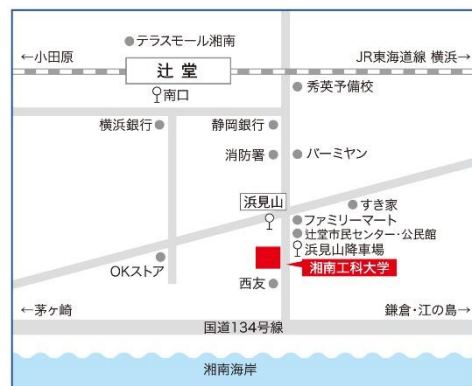 テラスモール湘南
←小田原
JR東海道線 横浜→
辻堂
南口
秀英予備校
横浜銀行
静岡銀行
消防署
バーミヤン
浜見山
すき家
ファミリーマート
辻堂市民センター・公民館
浜見山降車場
湘南工科大学
OKストア
西友
←茅ヶ崎
鎌倉・江の島→
国道134号線
湘南海岸